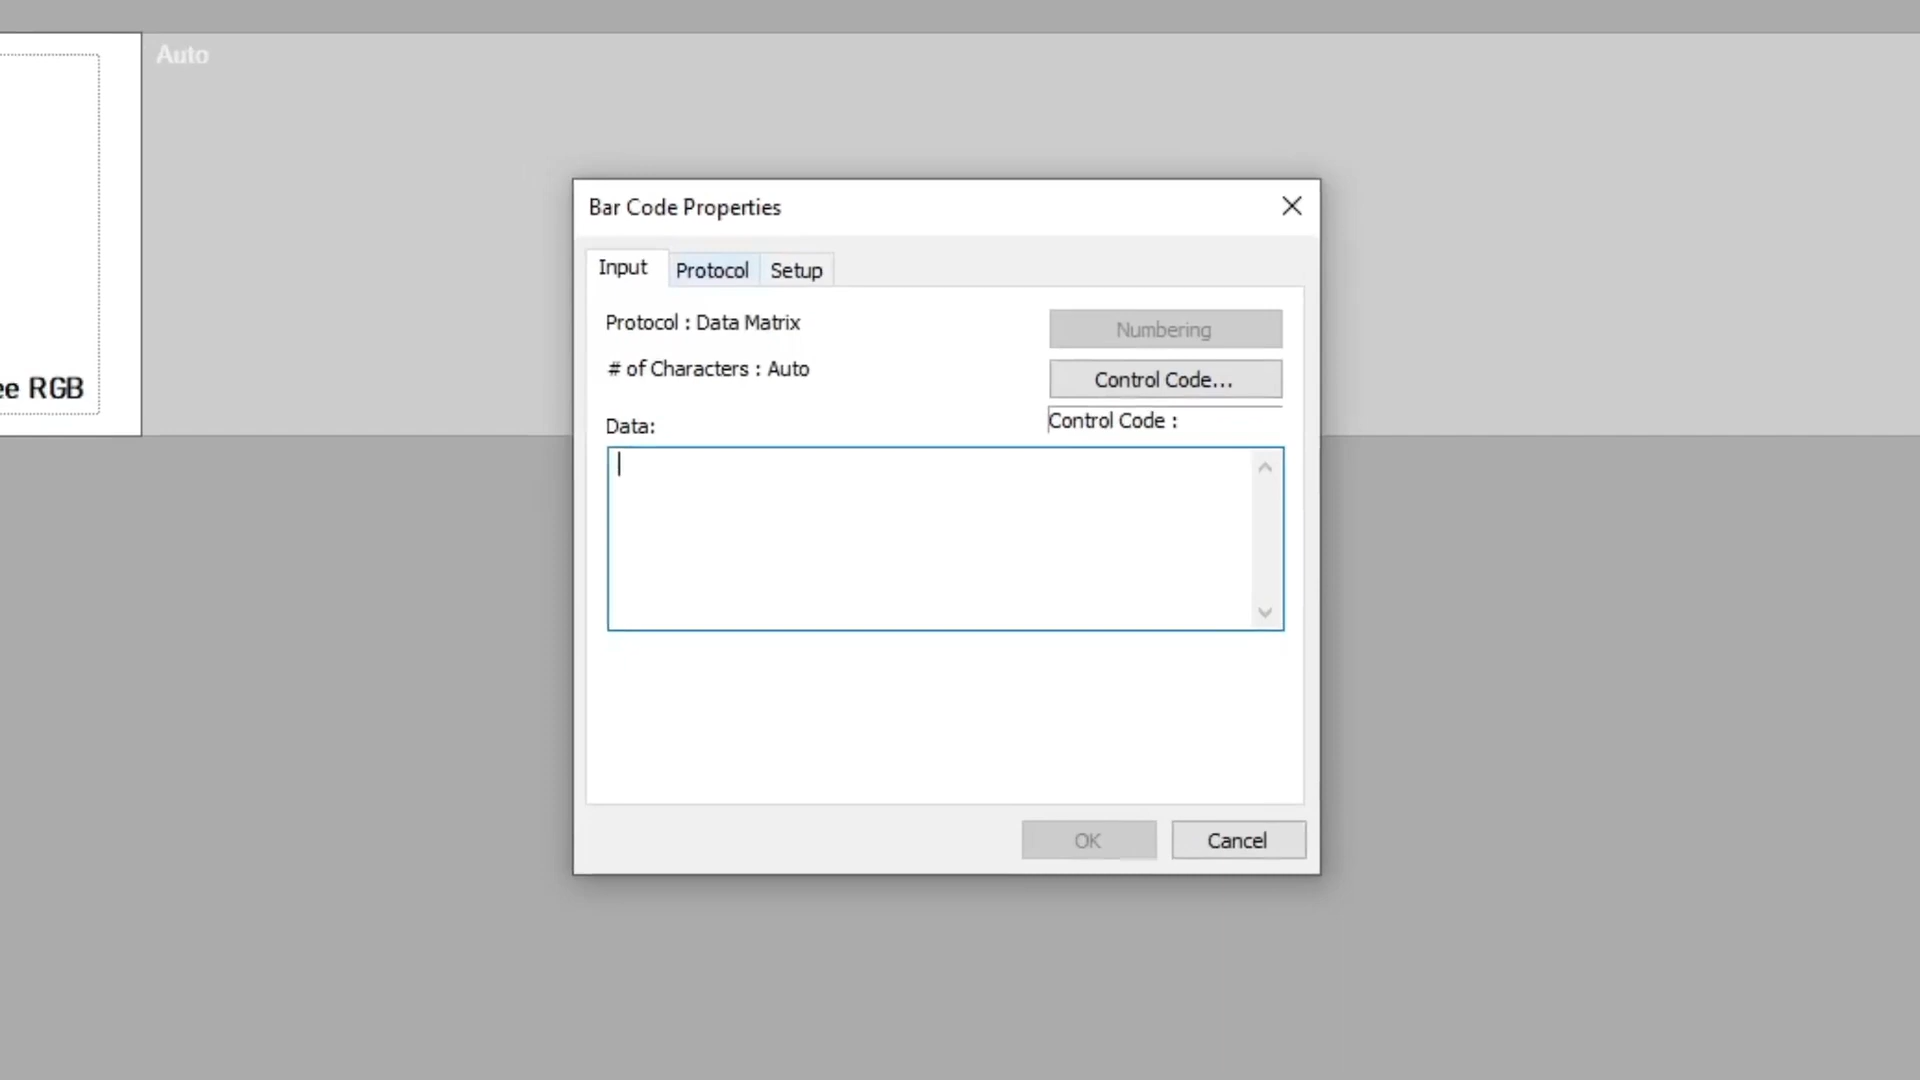 Auto
ee RGB
Bar Code Properties
Input
Protocol
Setup
Protocol : Data Matrix
Numbering
# of Characters : Auto
Control Code...
Control Code :
Data:
OK
Cancel